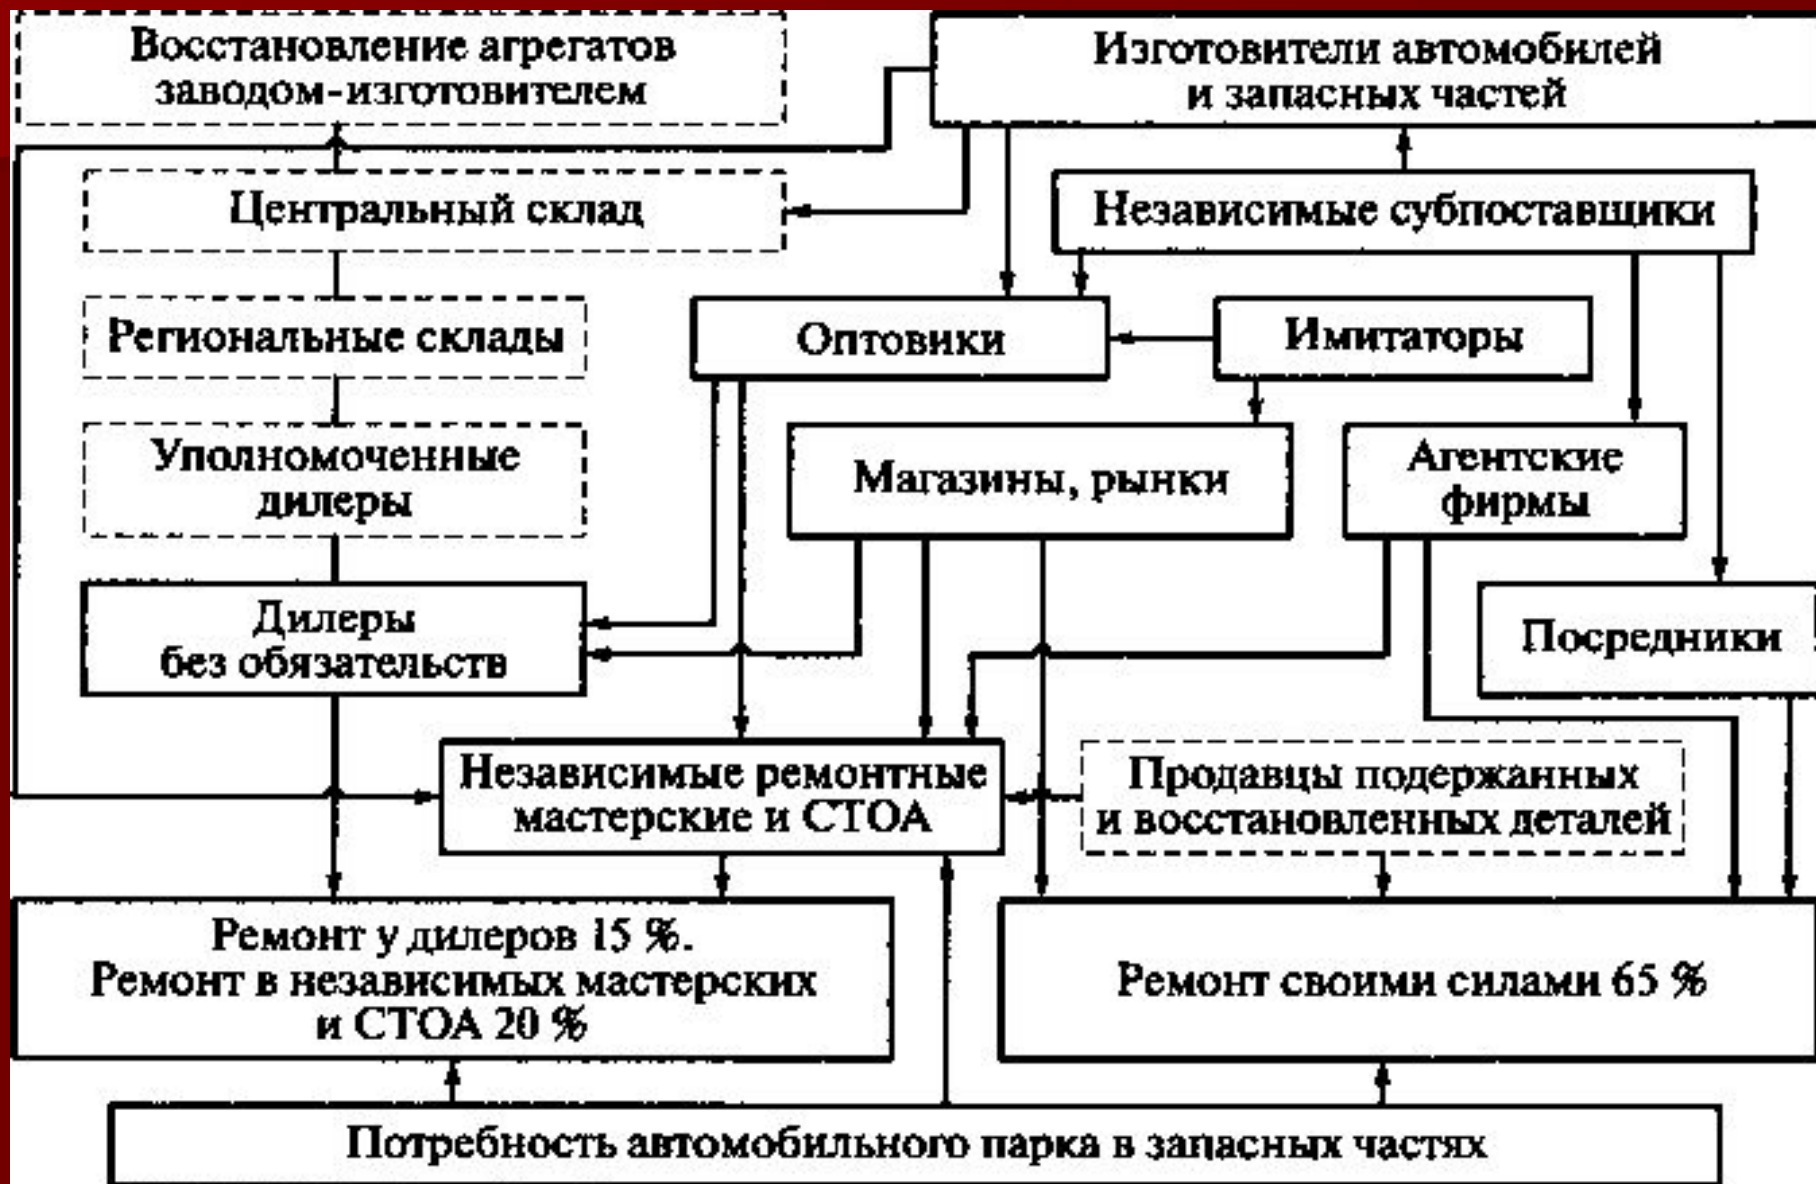 Восстановление агрегатов
заводом-изготовителем
Изготовители автомобилей
и запасных частей
Центральный склад
Независимые субпоставщики
Региональные склады
Оптовики
Имитаторы
Уполномоченные
дилеры
Магазины, рынки
Агентские
фирмы
Дилеры
без обязательств
Посредники
Независимые ремонтные
мастерские и СТОА
Продавцы подержанных
и восстановленных деталей
Ремонт у дилеров 15 %.
Ремонт в независимых мастерских
и СТОА 20 %
Ремонт своими силами 65 %
Потребность автомобильного парка в запасных частях